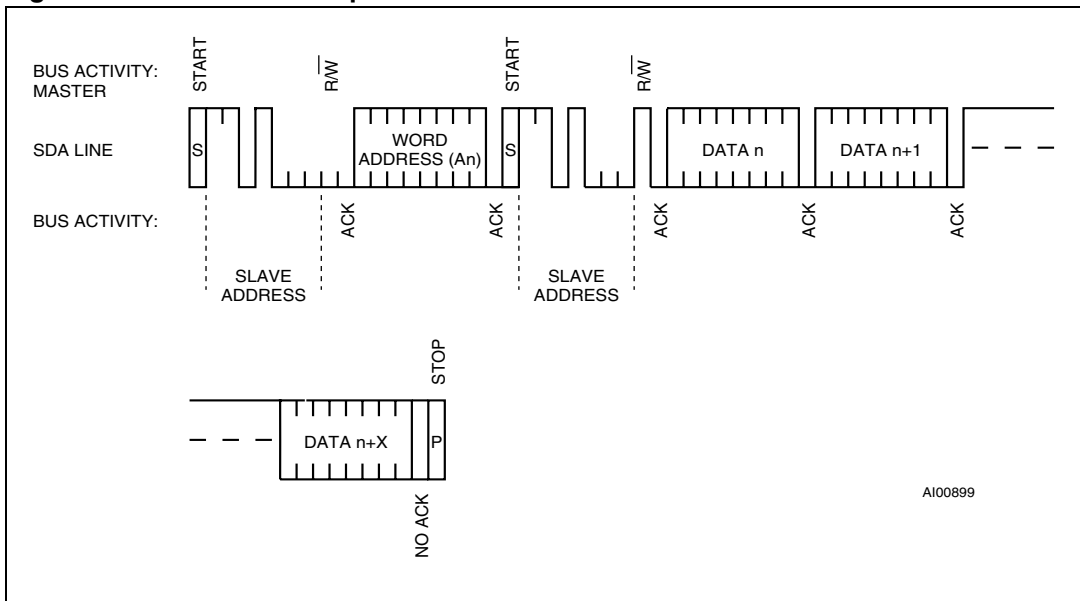 START
R/W
START
R/W
BUS ACTIVITY:
MASTER
SDA LINE
S
WORD
ADDRESS (An)
S
DATA n
DATA n+1
BUS ACTIVITY:
ACK
ACK
ACK
ACK
ACK
SLAVE
ADDRESS
SLAVE
ADDRESS
STOP
DATA n+X
P
NO ACK
AI00899